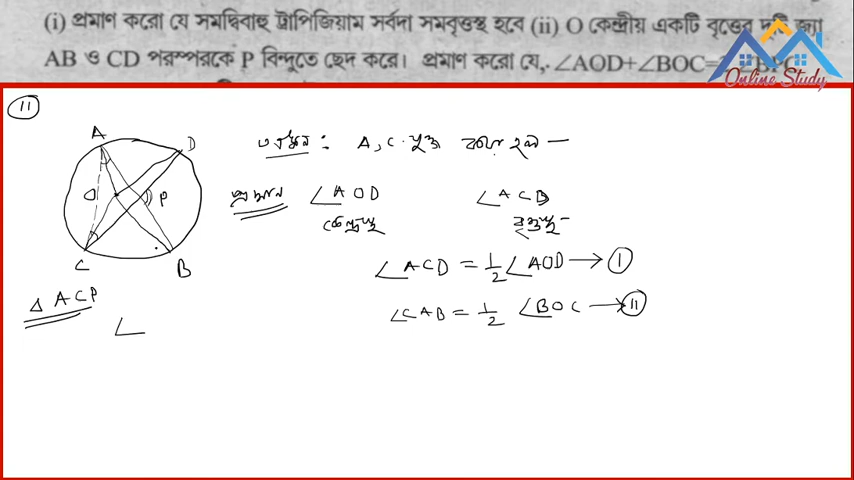 (i) প্রমাণ করো যে সমদ্বিবাহু ট্রাপিজিয়াম সর্বদা সমবৃত্তস্থ হবে (ii) O কেন্দ্রীয় একটি বৃত্তের দুটি জ্যা
AB ও CD পরস্পরকে P বিন্দুতে ছেদ করে। প্রমাণ করো যে, ∠AOD+∠BOC=
Online Study
(II)
A
D
O
P
C
B
অঙ্কন : A, C যুক্ত করা হল —
প্রমান ∠AOD ∠ACD
কেন্দ্রস্থ
∠ACD = 1/2 ∠AOD → (I)
∠CAB = 1/2 ∠BOC → (II)
Δ ACP
∠